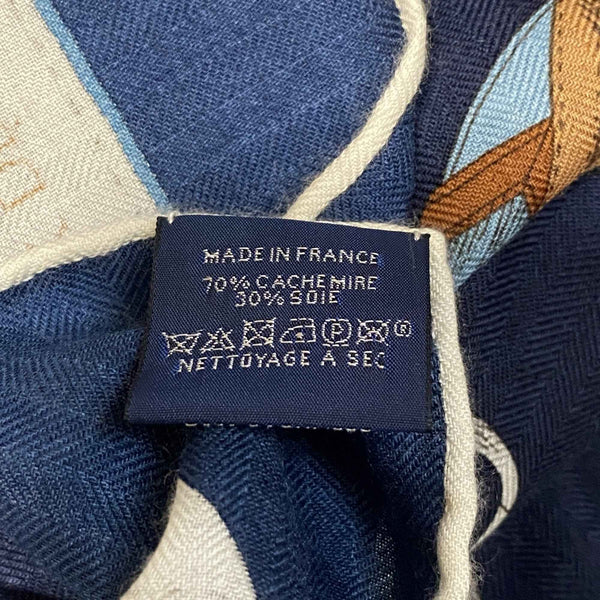 MADE IN FRANCE
70% CACHEMIRE
30% SOIE
P ®
NETTOYAGE À SEC